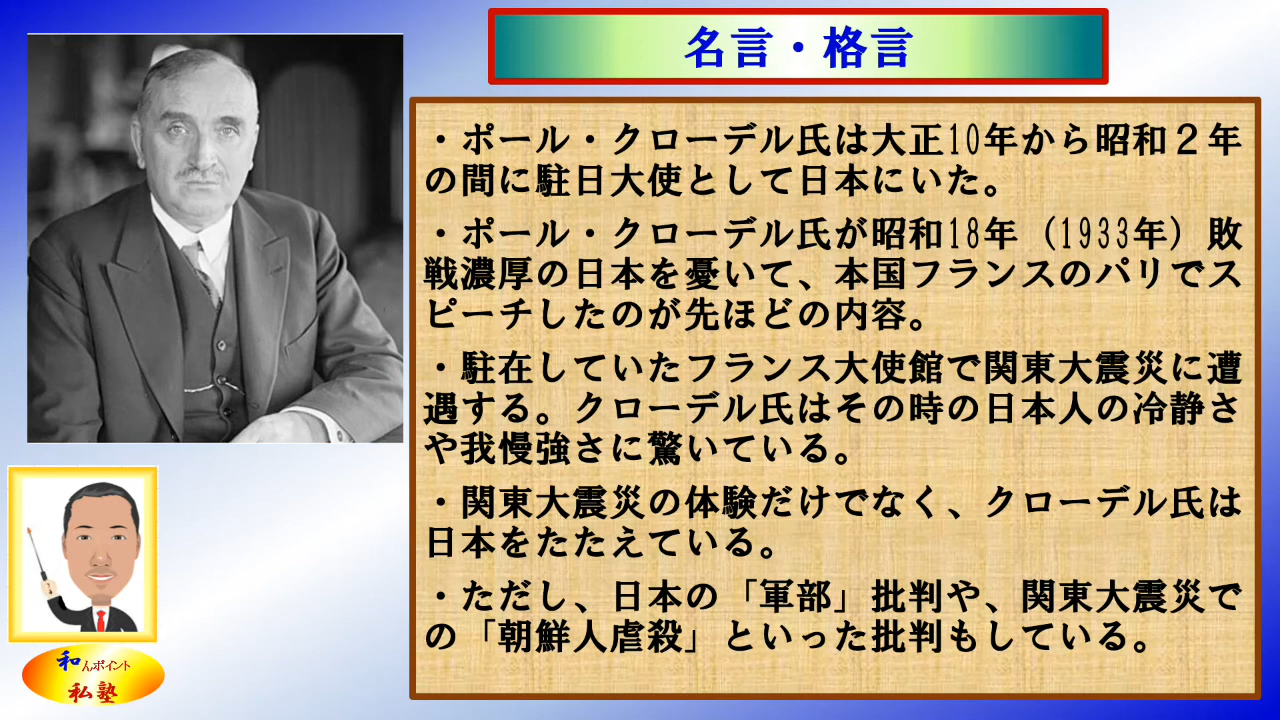 名言・格言
・ポール・クローデル氏は大正10年から昭和２年
の間に駐日大使として日本にいた。
・ポール・クローデル氏が昭和18年（1933年）敗
戦濃厚の日本を憂いて、本国フランスのパリでス
ピーチしたのが先ほどの内容。
・駐在していたフランス大使館で関東大震災に遭
遇する。クローデル氏はその時の日本人の冷静さ
や我慢強さに驚いている。
・関東大震災の体験だけでなく、クローデル氏は
日本をたたえている。
・ただし、日本の「軍部」批判や、関東大震災で
の「朝鮮人虐殺」といった批判もしている。
和んポイント
私塾